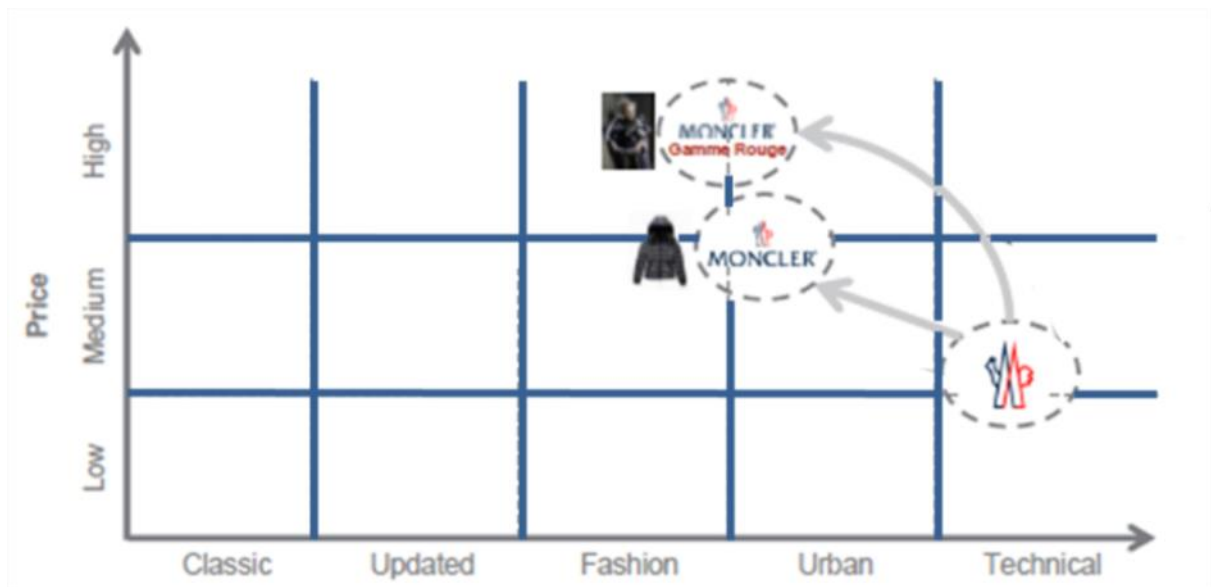 High
MONCLER
Gamme Rouge
MONCLER
Price
Medium
Low
Classic Updated Fashion Urban Technical